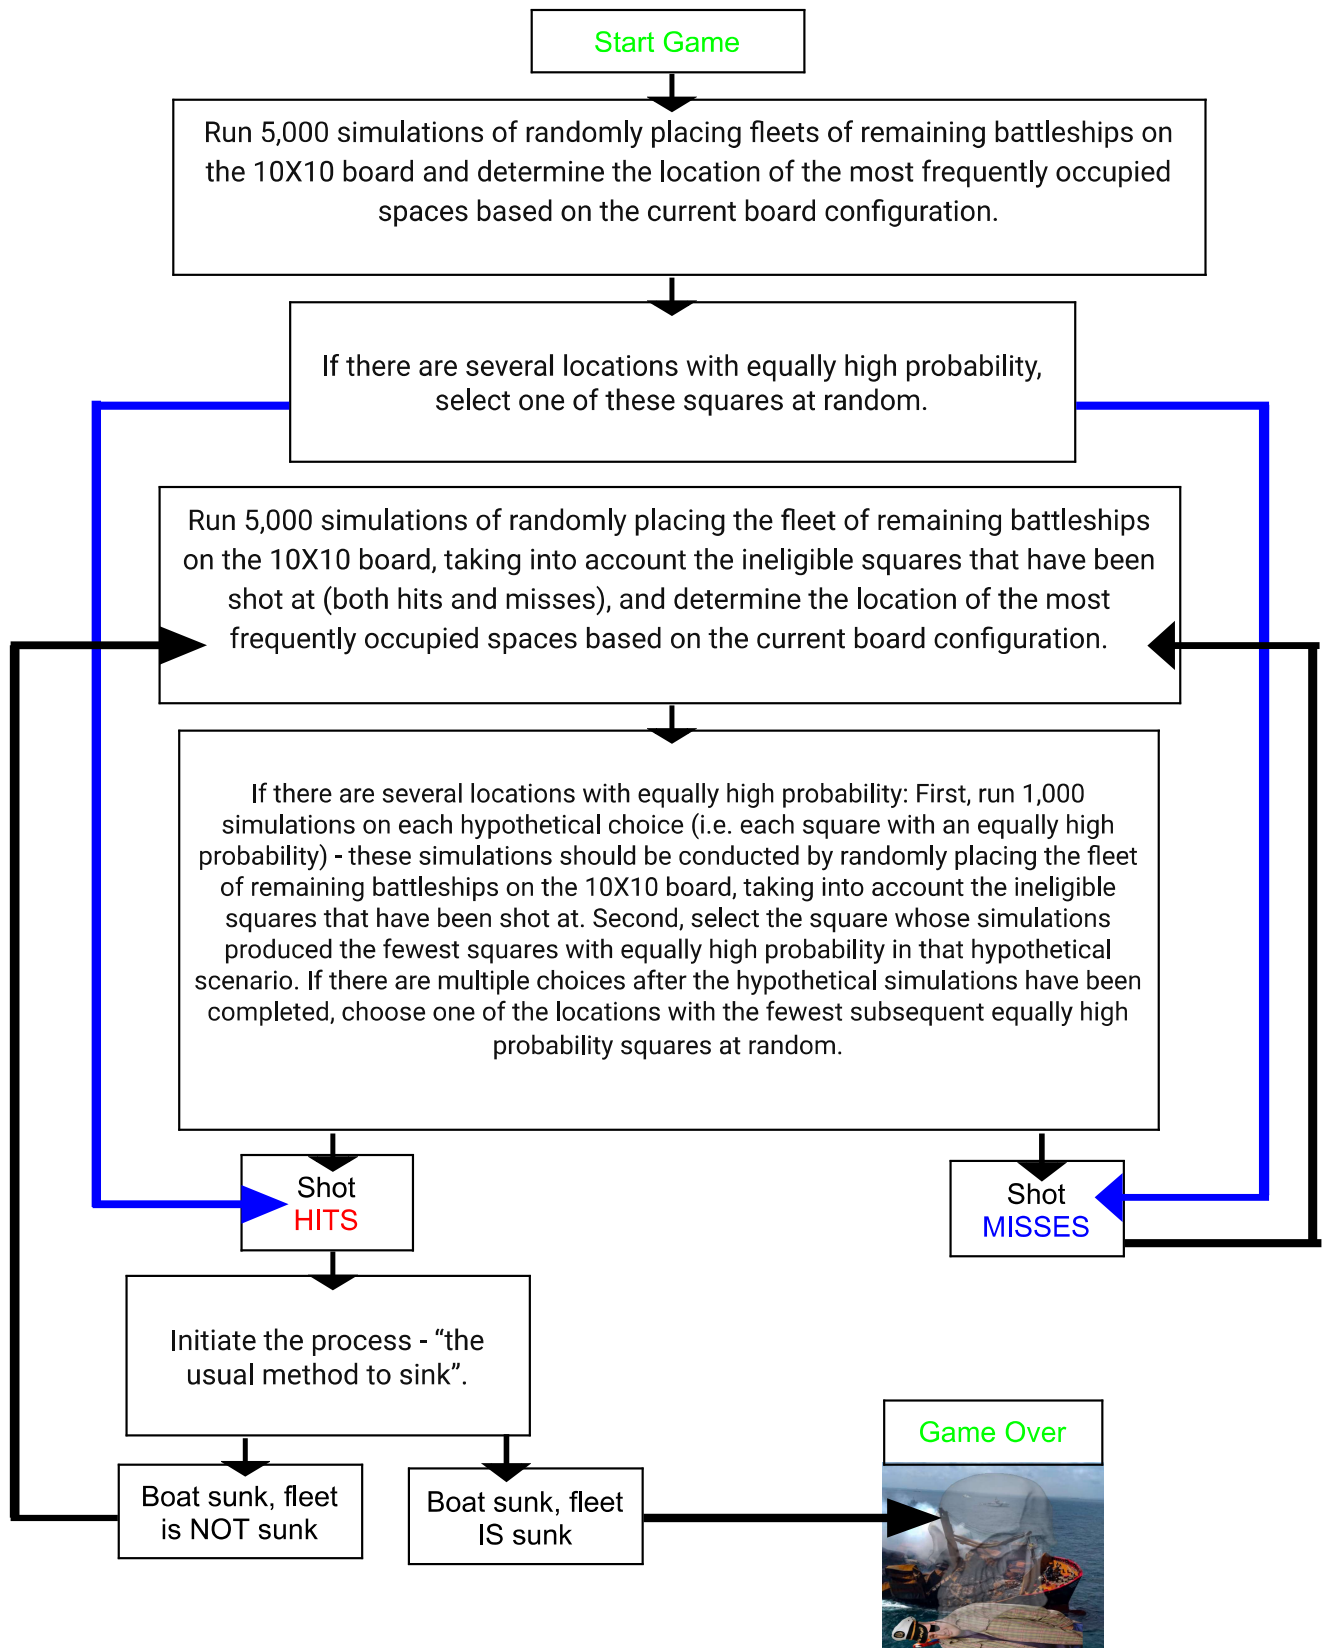 Start Game
Run 5,000 simulations of randomly placing fleets of remaining battleships on
the 10X10 board and determine the location of the most frequently occupied
spaces based on the current board configuration.
If there are several locations with equally high probability,
select one of these squares at random.
Run 5,000 simulations of randomly placing the fleet of remaining battleships
on the 10X10 board, taking into account the ineligible squares that have been
shot at (both hits and misses), and determine the location of the most
frequently occupied spaces based on the current board configuration.
If there are several locations with equally high probability: First, run 1,000
simulations on each hypothetical choice (i.e. each square with an equally high
probability) - these simulations should be conducted by randomly placing the fleet
of remaining battleships on the 10X10 board, taking into account the ineligible
squares that have been shot at. Second, select the square whose simulations
produced the fewest squares with equally high probability in that hypothetical
scenario. If there are multiple choices after the hypothetical simulations have been
completed, choose one of the locations with the fewest subsequent equally high
probability squares at random.
Shot
HITS
Shot
MISSES
Initiate the process - “the
usual method to sink”.
Boat sunk, fleet
is NOT sunk
Boat sunk, fleet
IS sunk
Game Over